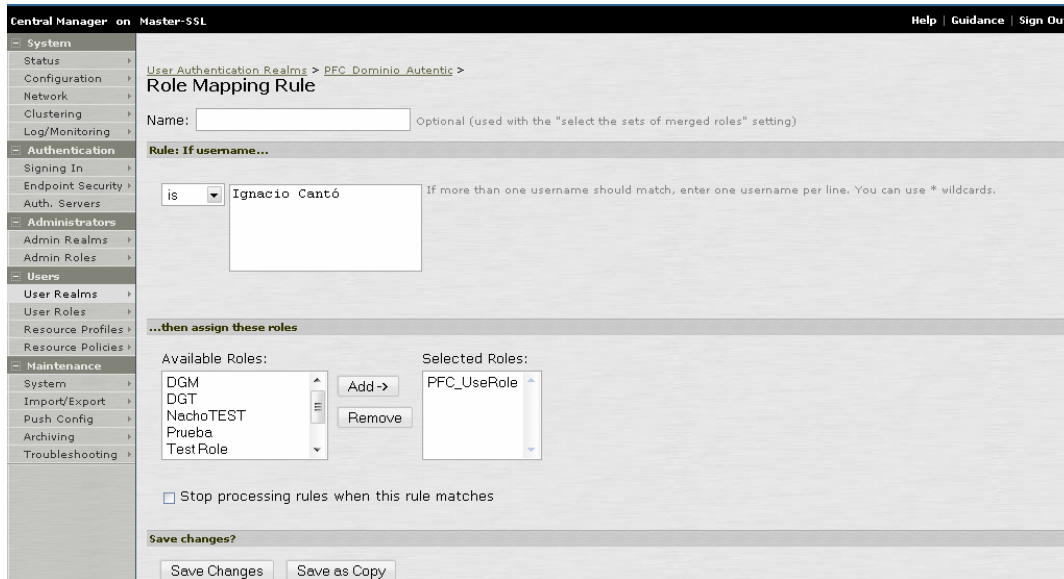 Central Manager on Master-SSL
Help | Guidance | Sign Ou
System
Status
Configuration
Network
Clustering
Log/Monitoring
Authentication
Signing In
Endpoint Security
Auth. Servers
Administrators
Admin Realms
Admin Roles
Users
User Realms
User Roles
Resource Profiles
Resource Policies
Maintenance
System
Import/Export
Push Config
Archiving
Troubleshooting
User Authentication Realms > PFC_Dominio_Autentic >
Role Mapping Rule
Name:
Optional (used with the "select the sets of merged roles" setting)
Rule: If username...
is
Ignacio Cantó
If more than one username should match, enter one username per line. You can use * wildcards.
...then assign these roles
Available Roles:
DGM
DGT
NachoTEST
Prueba
Test Role
Add ->
Remove
Selected Roles:
PFC_UseRole
Stop processing rules when this rule matches
Save changes?
Save Changes
Save as Copy